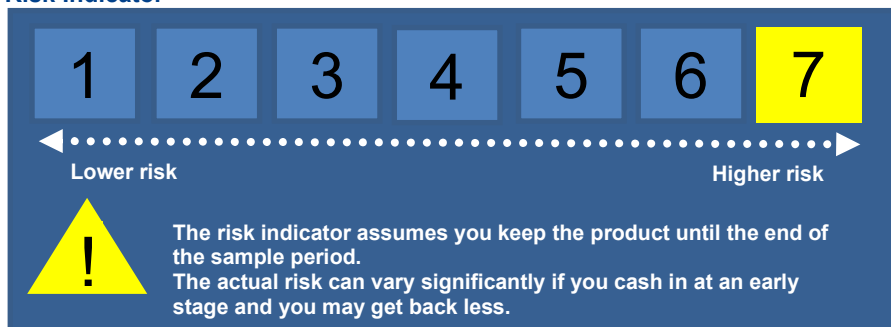 Risk Indicator
1 2 3 4 5 6 7
Lower risk Higher risk
!
The risk indicator assumes you keep the product until the end of
the sample period.
The actual risk can vary significantly if you cash in at an early
stage and you may get back less.